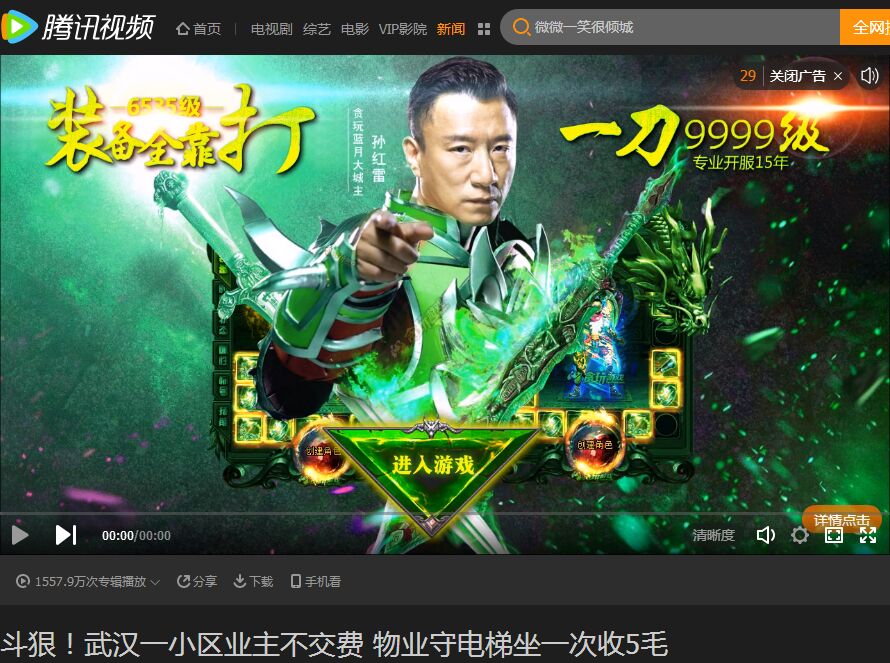 腾讯视频
首页
电视剧
综艺
电影
VIP影院
新闻
微微一笑很倾城
全网
29
关闭广告 ×
6535级
装备全靠打
孙红雷
贪玩蓝月大城主
一刀9999级
专业开服15年
贪玩游戏
创建角色
创建角色
进入游戏
详情点击
00:00/00:00
清晰度
1557.9万次专辑播放
分享
下载
手机看
斗狠！武汉一小区业主不交费 物业守电梯坐一次收5毛